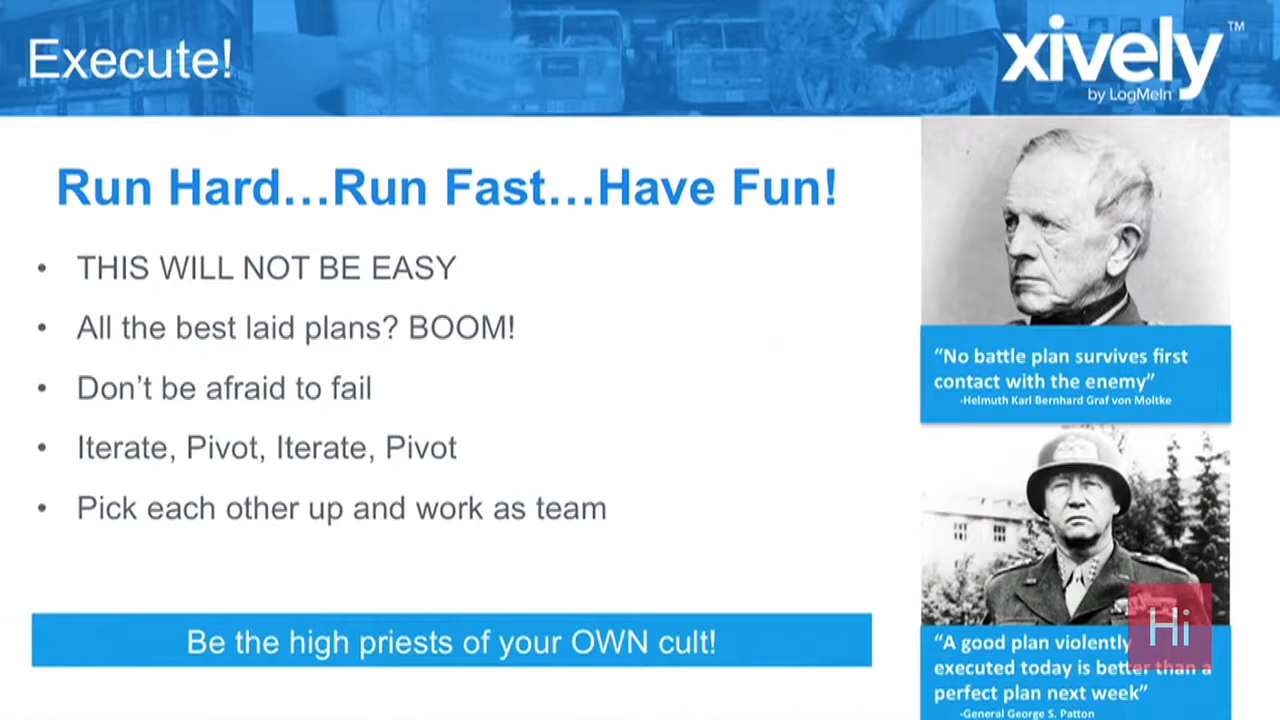 Execute!
xively™
by LogMeIn
Run Hard...Run Fast...Have Fun!
• THIS WILL NOT BE EASY
• All the best laid plans? BOOM!
• Don't be afraid to fail
• Iterate, Pivot, Iterate, Pivot
• Pick each other up and work as team
Be the high priests of your OWN cult!
“No battle plan survives first
contact with the enemy”
-Helmuth Karl Bernhard Graf von Moltke
Hi
“A good plan violently
executed today is better than a
perfect plan next week”
-General George S. Patton